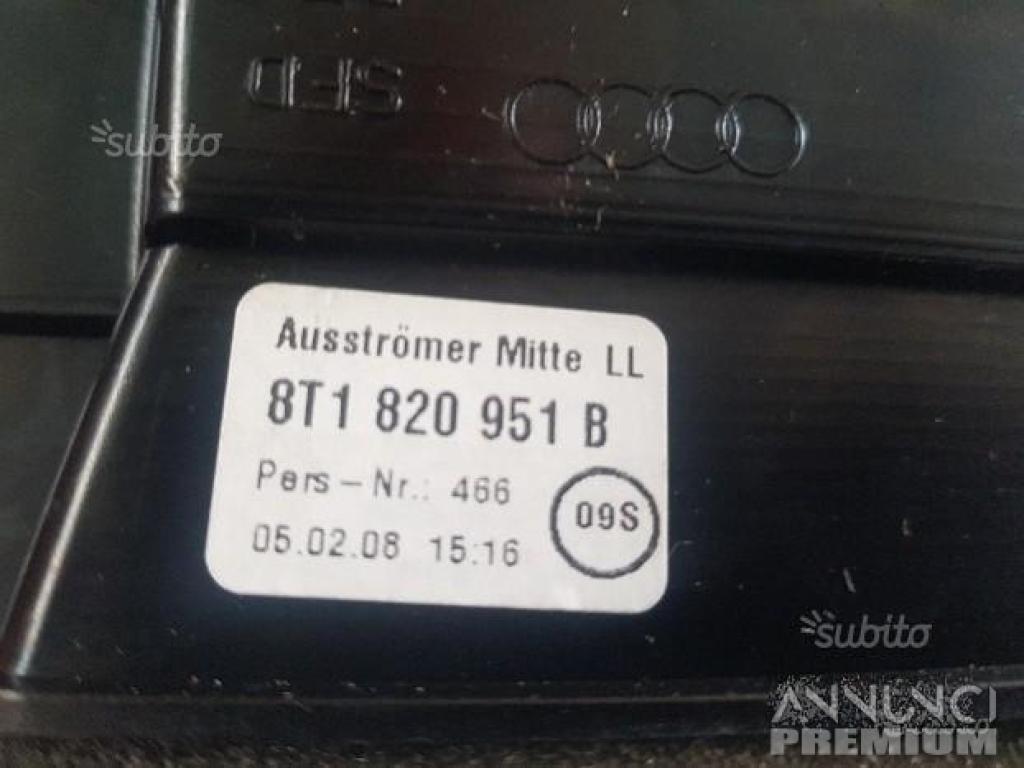 SFD
subito
Ausströmer Mitte LL
8T1 820 951 B
Pers-Nr.: 466
09S
05.02.08 15:16
subito
ANNUNCI
PREMIUM